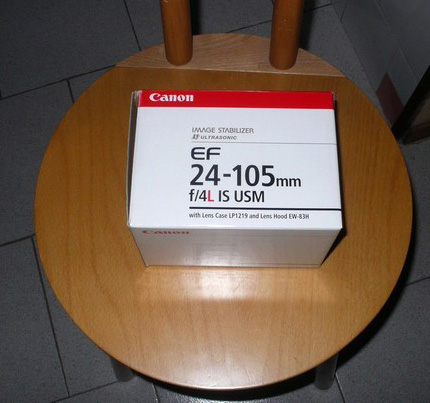 Canon
IMAGE STABILIZER
ULTRASONIC
EF
24-105mm
f/4L IS USM
with Lens Case LP1219 and Lens Hood EW-83H
Canon